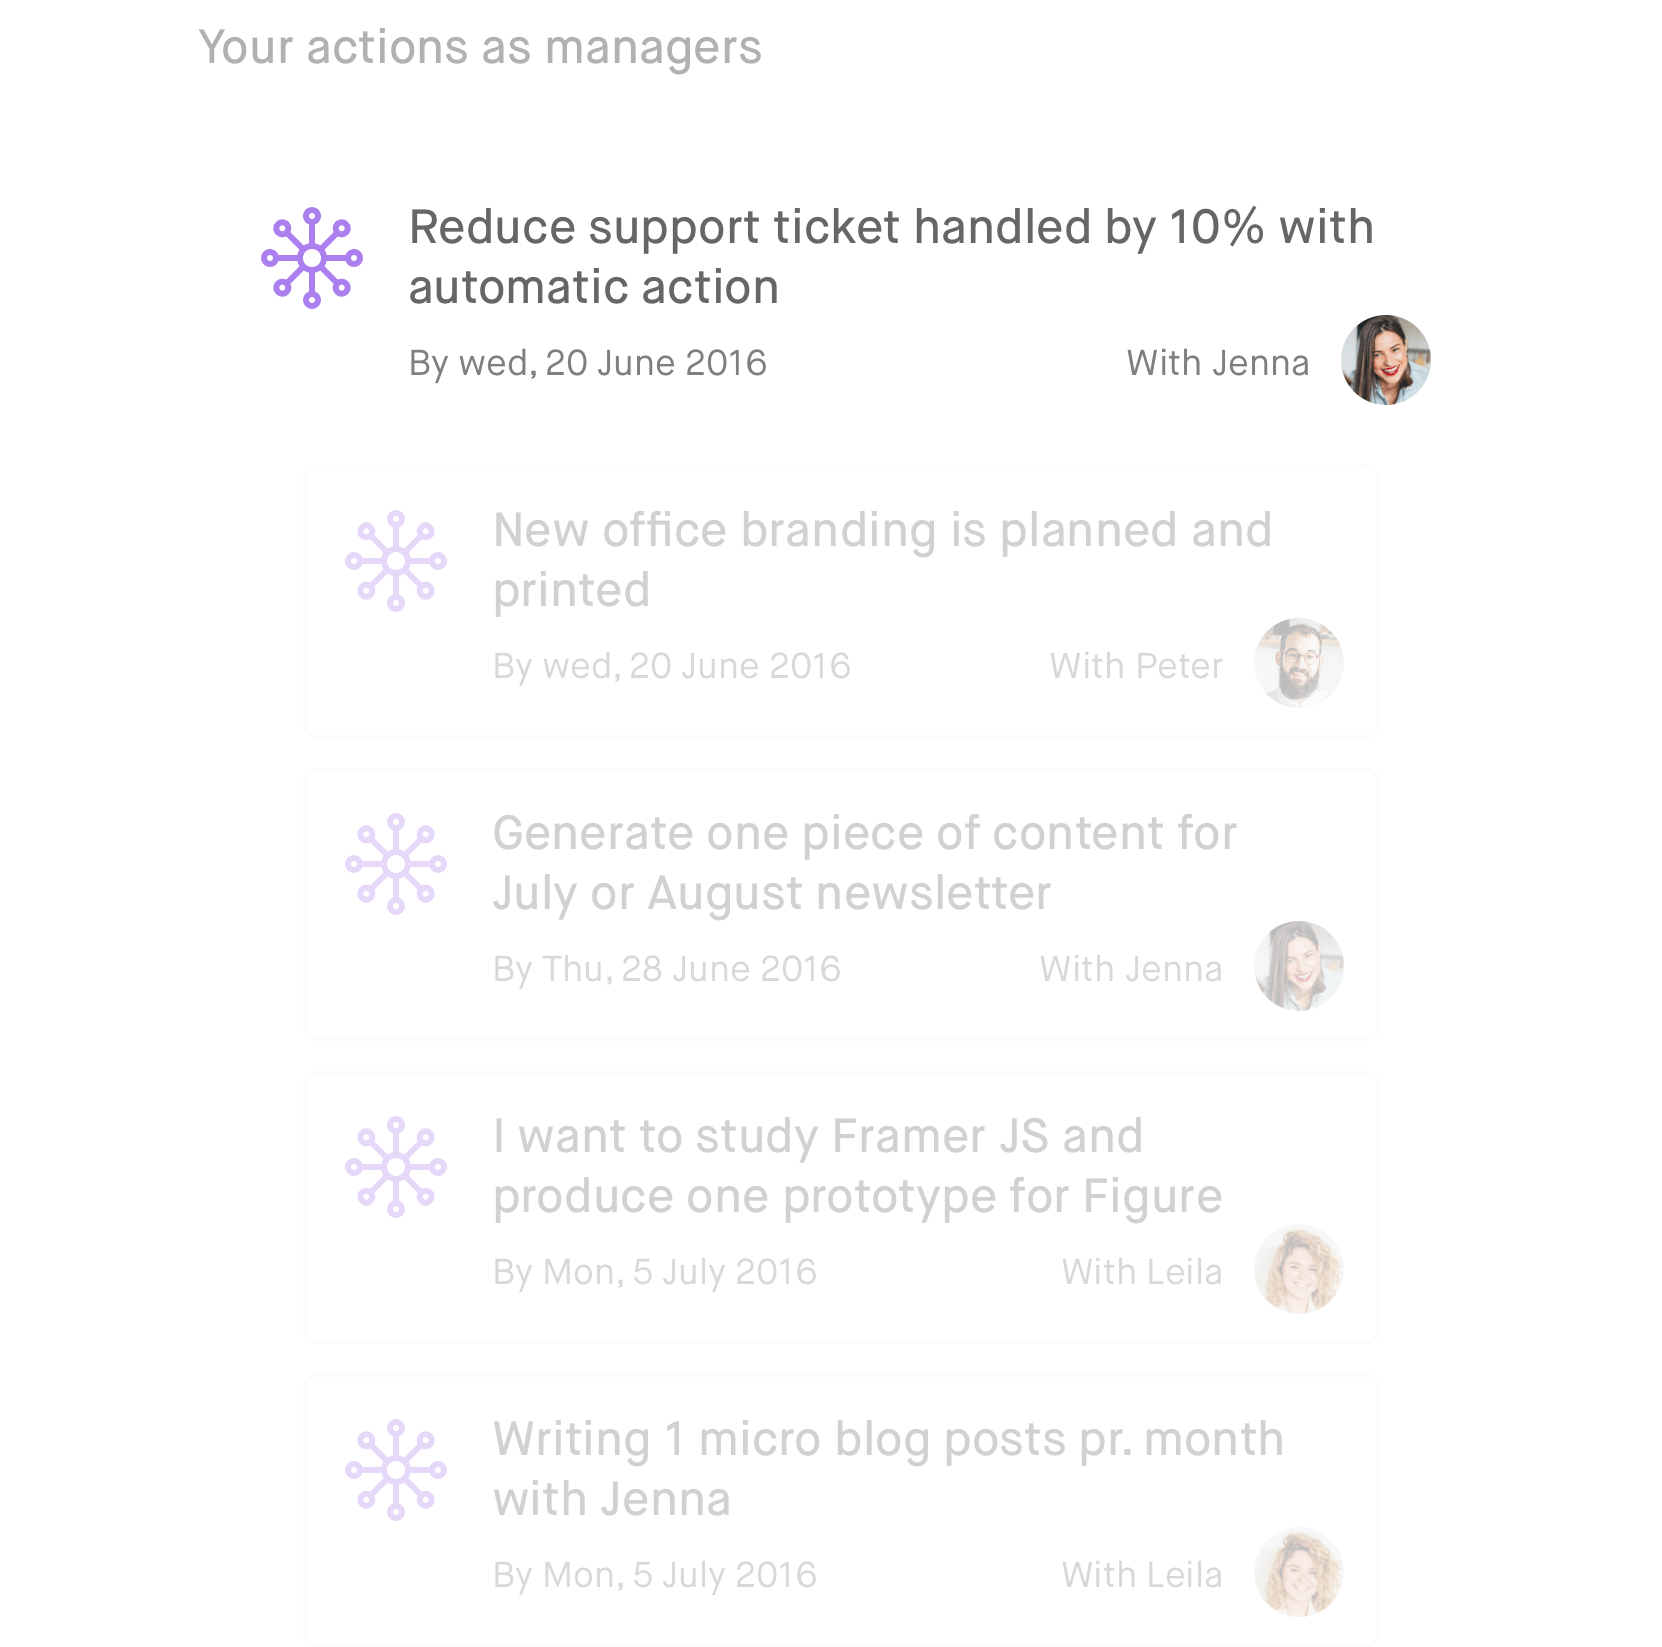 Your actions as managers
Reduce support ticket handled by 10% with
automatic action
By wed, 20 June 2016
With Jenna
New office branding is planned and
printed
By wed, 20 June 2016
With Peter
Generate one piece of content for
July or August newsletter
By Thu, 28 June 2016
With Jenna
I want to study Framer JS and
produce one prototype for Figure
By Mon, 5 July 2016
With Leila
Writing 1 micro blog posts pr. month
with Jenna
By Mon, 5 July 2016
With Leila